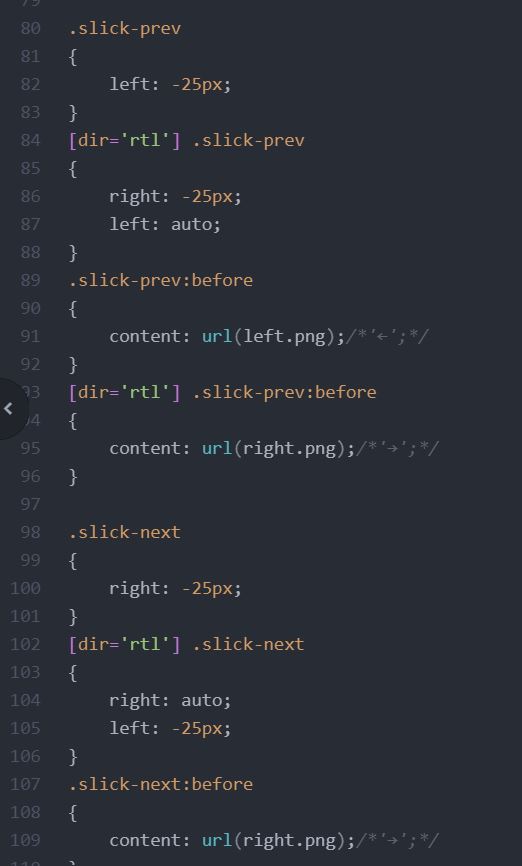 80 .slick-prev
81 {
82     left: -25px;
83 }
84 [dir='rtl'] .slick-prev
85 {
86     right: -25px;
87     left: auto;
88 }
89 .slick-prev:before
90 {
91     content: url(left.png);/*'←';*/
92 }
93 [dir='rtl'] .slick-prev:before
94 {
95     content: url(right.png);/*'→';*/
96 }
97
98 .slick-next
99 {
100     right: -25px;
101 }
102 [dir='rtl'] .slick-next
103 {
104     right: auto;
105     left: -25px;
106 }
107 .slick-next:before
108 {
109     content: url(right.png);/*'→';*/